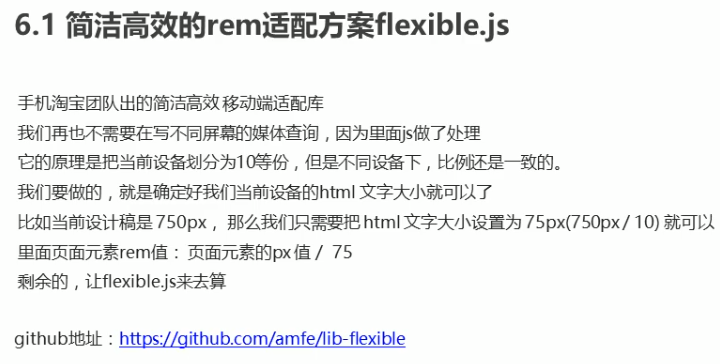 6.1 简洁高效的rem适配方案flexible.js
手机淘宝团队出的简洁高效 移动端适配库
我们再也不需要在写不同屏幕的媒体查询，因为里面js做了处理
它的原理是把当前设备划分为10等份，但是不同设备下，比例还是一致的。
我们要做的，就是确定好我们当前设备的html 文字大小就可以了
比如当前设计稿是 750px， 那么我们只需要把 html 文字大小设置为 75px(750px / 10) 就可以
里面页面元素rem值： 页面元素的px 值 / 75
剩余的，让flexible.js来去算
github地址：https://github.com/amfe/lib-flexible